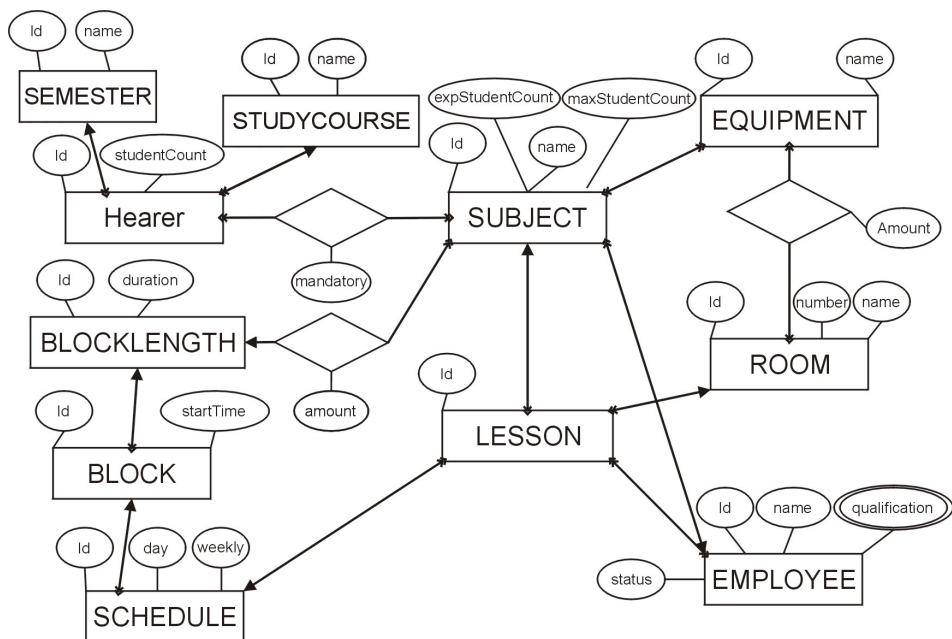 Id
name
SEMESTER
Id
name
STUDYCOURSE
expStudentCount
maxStudentCount
Id
name
SUBJECT
Id
name
EQUIPMENT
Amount
Id
studentCount
Hearer
mandatory
Id
duration
BLOCKLENGTH
amount
Id
number
name
ROOM
Id
LESSON
Id
startTime
BLOCK
Id
day
weekly
SCHEDULE
Id
name
qualification
status
EMPLOYEE